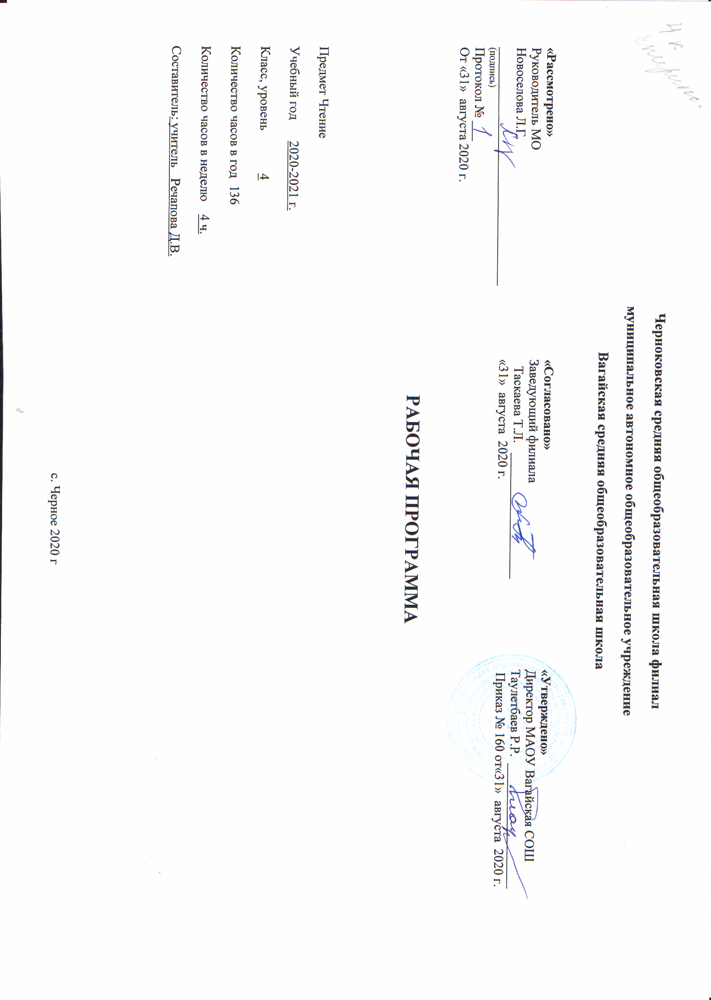 Черноковская средняя общеобразовательная школа филиал
муниципальное автономное общеобразовательное учреждение
Вагайская средняя общеобразовательная школа
«Рассмотрено»
Руководитель МО
Новоселова Л.Г.
(подпись)
Протокол № 1
От «31» августа 2020 г.
«Согласовано»
Заведующий филиала
Таскаева Т.Л.
«31» августа 2020 г.
«Утверждено»
Директор МАОУ Вагайская СОШ
Таулетбаев Р.Р.
Приказ № 160 от«31» августа 2020 г.
РАБОЧАЯ ПРОГРАММА
Предмет Чтение
Учебный год 2020-2021 г.
Класс, уровень 4
Количество часов в год 136
Количество часов в неделю 4 ч.
Составитель: учитель Речапова Д.В.
с. Черное 2020 г